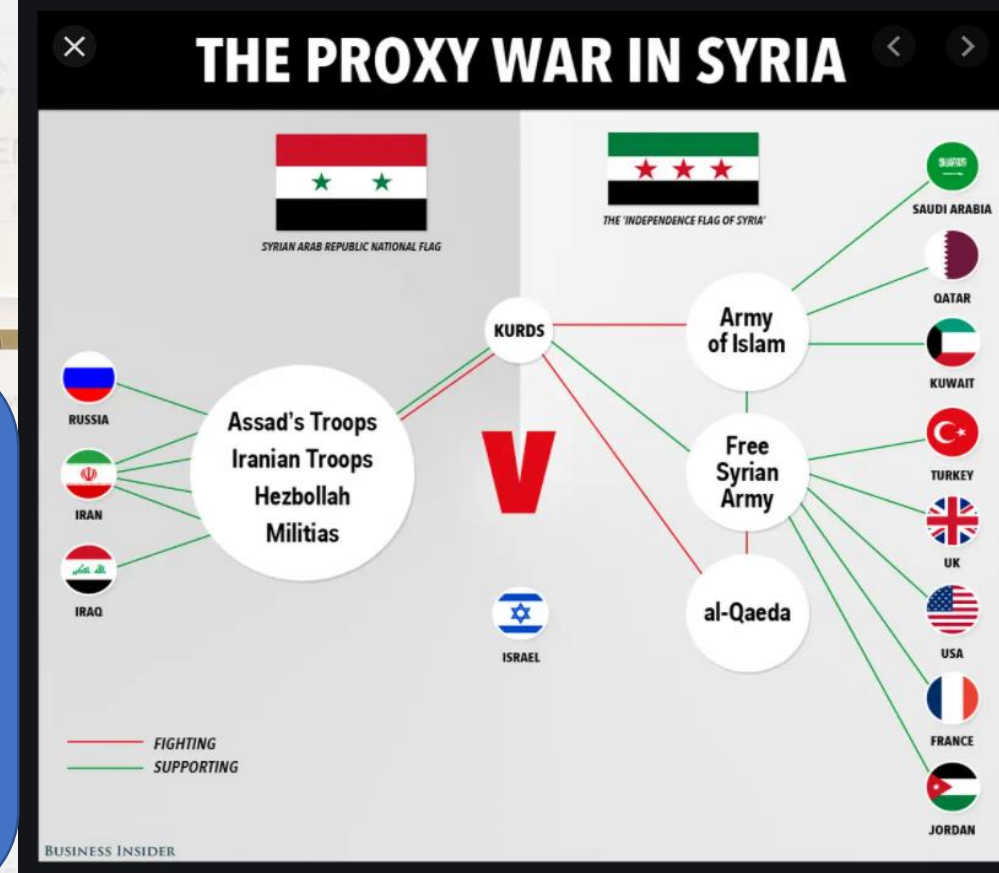 THE PROXY WAR IN SYRIA
SYRIAN ARAB REPUBLIC NATIONAL FLAG
THE 'INDEPENDENCE FLAG OF SYRIA'
SAUDI ARABIA
QATAR
KUWAIT
TURKEY
UK
USA
FRANCE
JORDAN
KURDS
Army
of Islam
Free
Syrian
Army
al-Qaeda
RUSSIA
IRAN
IRAQ
Assad's Troops
Iranian Troops
Hezbollah
Militias
V
ISRAEL
FIGHTING
SUPPORTING
BUSINESS INSIDER